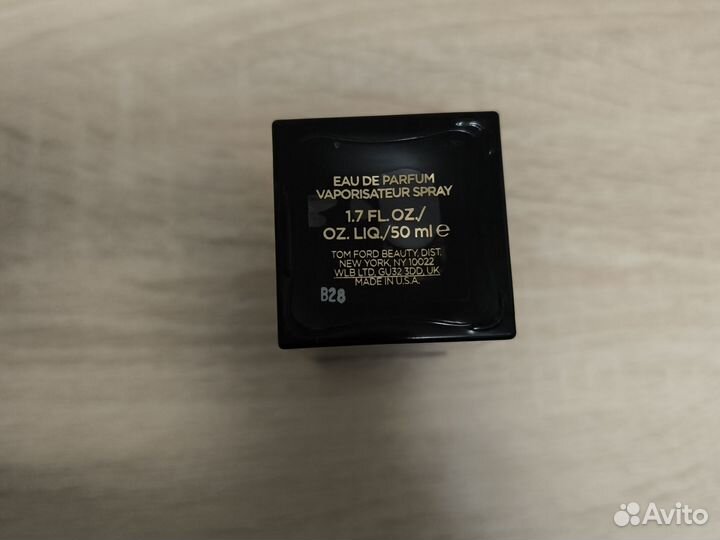 EAU DE PARFUM
VAPORISATEUR SPRAY
1.7 FL. OZ./
OZ. LIQ./50 ml ℮
TOM FORD BEAUTY, DIST.
NEW YORK, NY 10022
WLB LTD, GU32 3DD, UK
MADE IN U.S.A.
B28
Avito